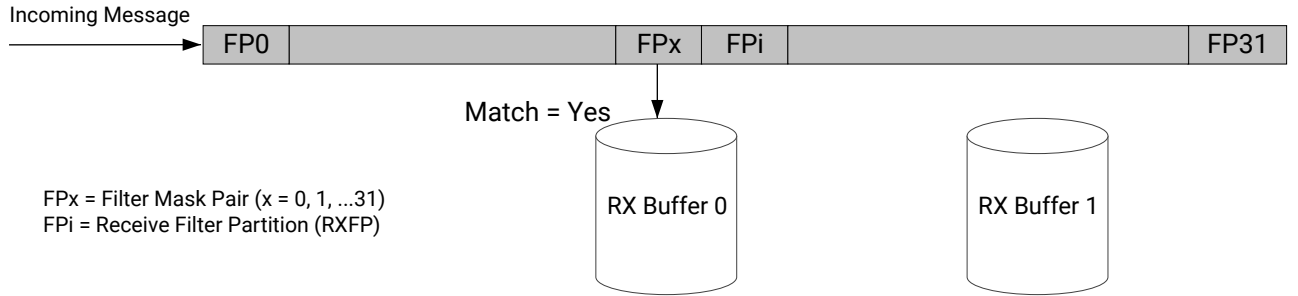 Incoming Message
FP0 FPx FPi FP31
Match = Yes
RX Buffer 0 RX Buffer 1
FPx = Filter Mask Pair (x = 0, 1, ...31)
FPi = Receive Filter Partition (RXFP)